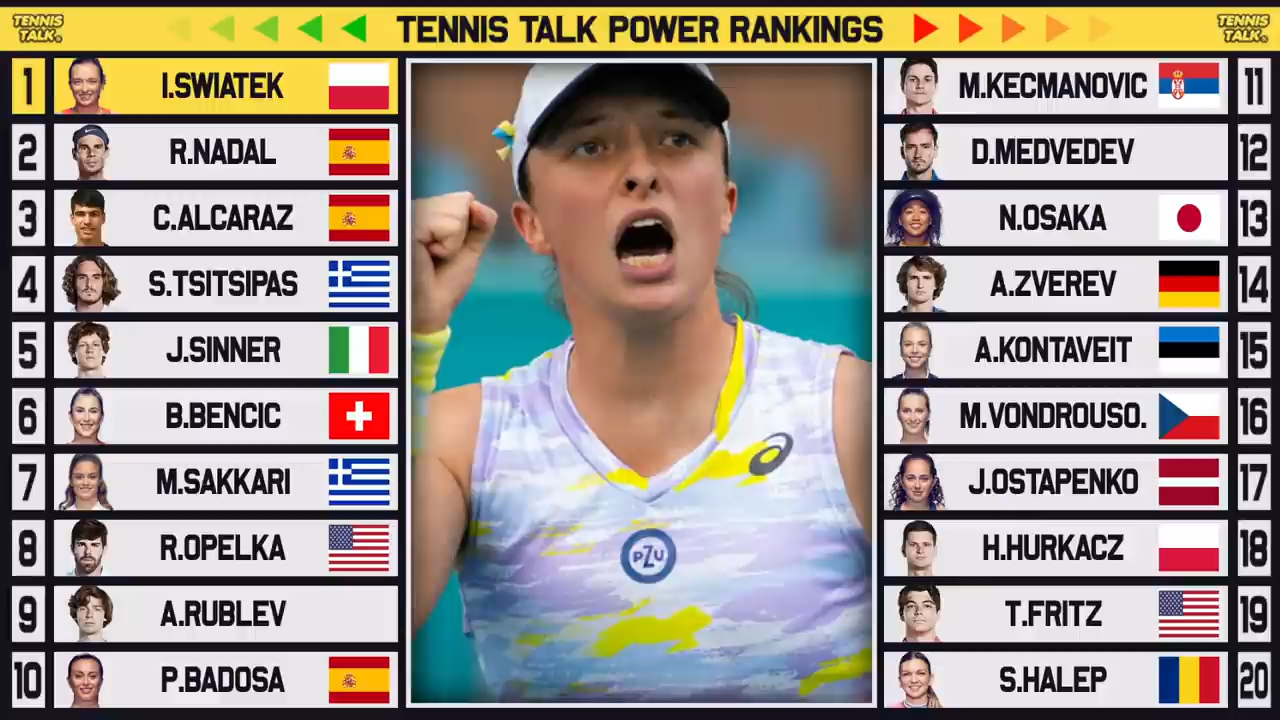 TENNIS TALK.
TENNIS TALK POWER RANKINGS
TENNIS TALK.
1 I.SWIATEK
2 R.NADAL
3 C.ALCARAZ
4 S.TSITSIPAS
5 J.SINNER
6 B.BENCIC
7 M.SAKKARI
8 R.OPELKA
9 A.RUBLEV
10 P.BADOSA
PZU
M.KECMANOVIC 11
D.MEDVEDEV 12
N.OSAKA 13
A.ZVEREV 14
A.KONTAVEIT 15
M.VONDROUSO. 16
J.OSTAPENKO 17
H.HURKACZ 18
T.FRITZ 19
S.HALEP 20